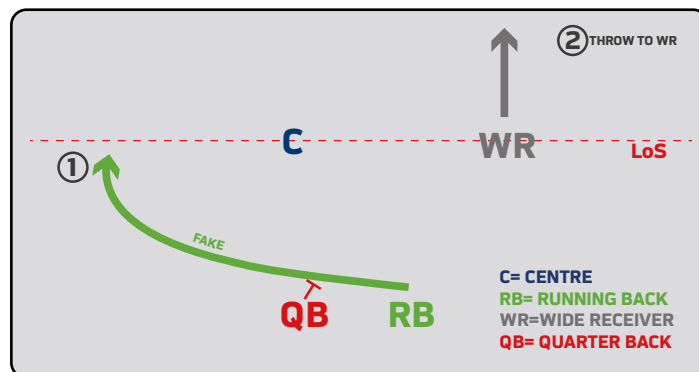 2 THROW TO WR
C
WR
LoS
1
FAKE
QB
RB
C= CENTRE
RB= RUNNING BACK
WR=WIDE RECEIVER
QB= QUARTER BACK